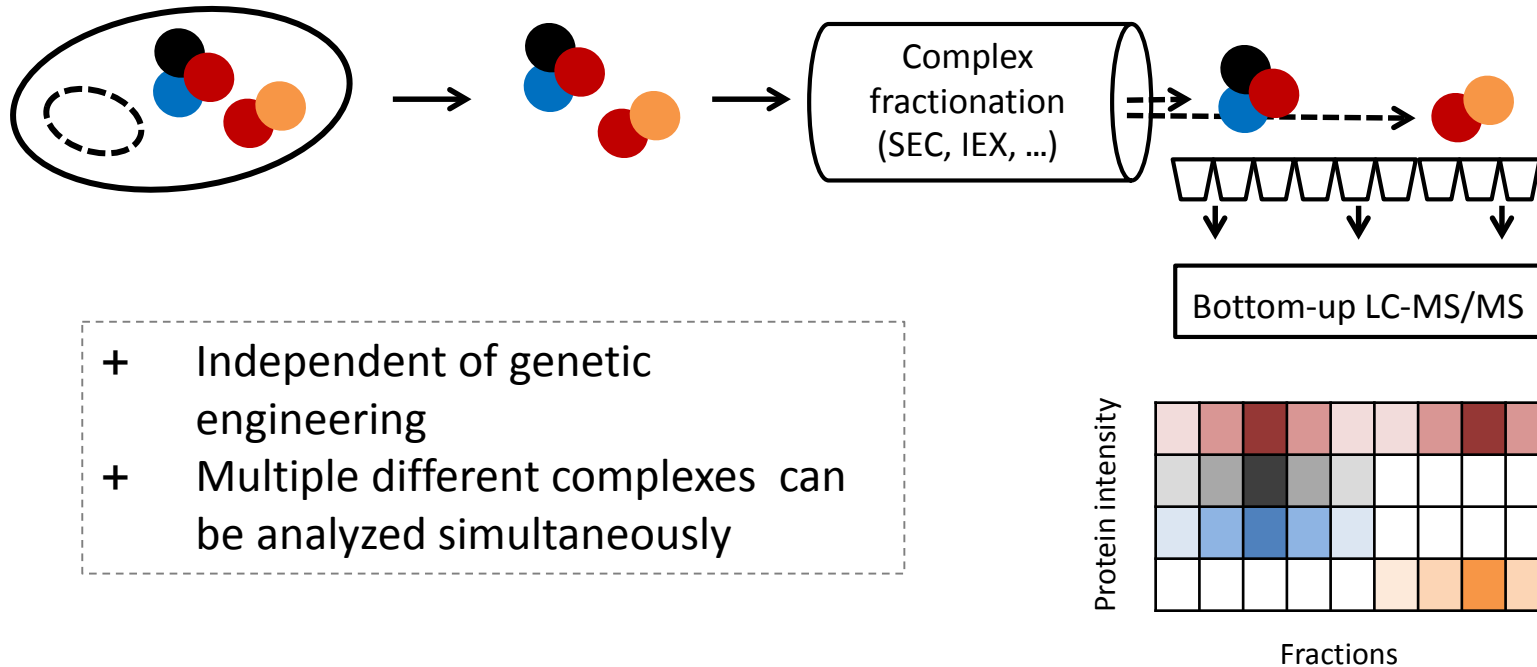 Complex
fractionation
(SEC, IEX, ...)
Bottom-up LC-MS/MS
+ Independent of genetic
engineering
+ Multiple different complexes can
be analyzed simultaneously
Protein intensity
Fractions